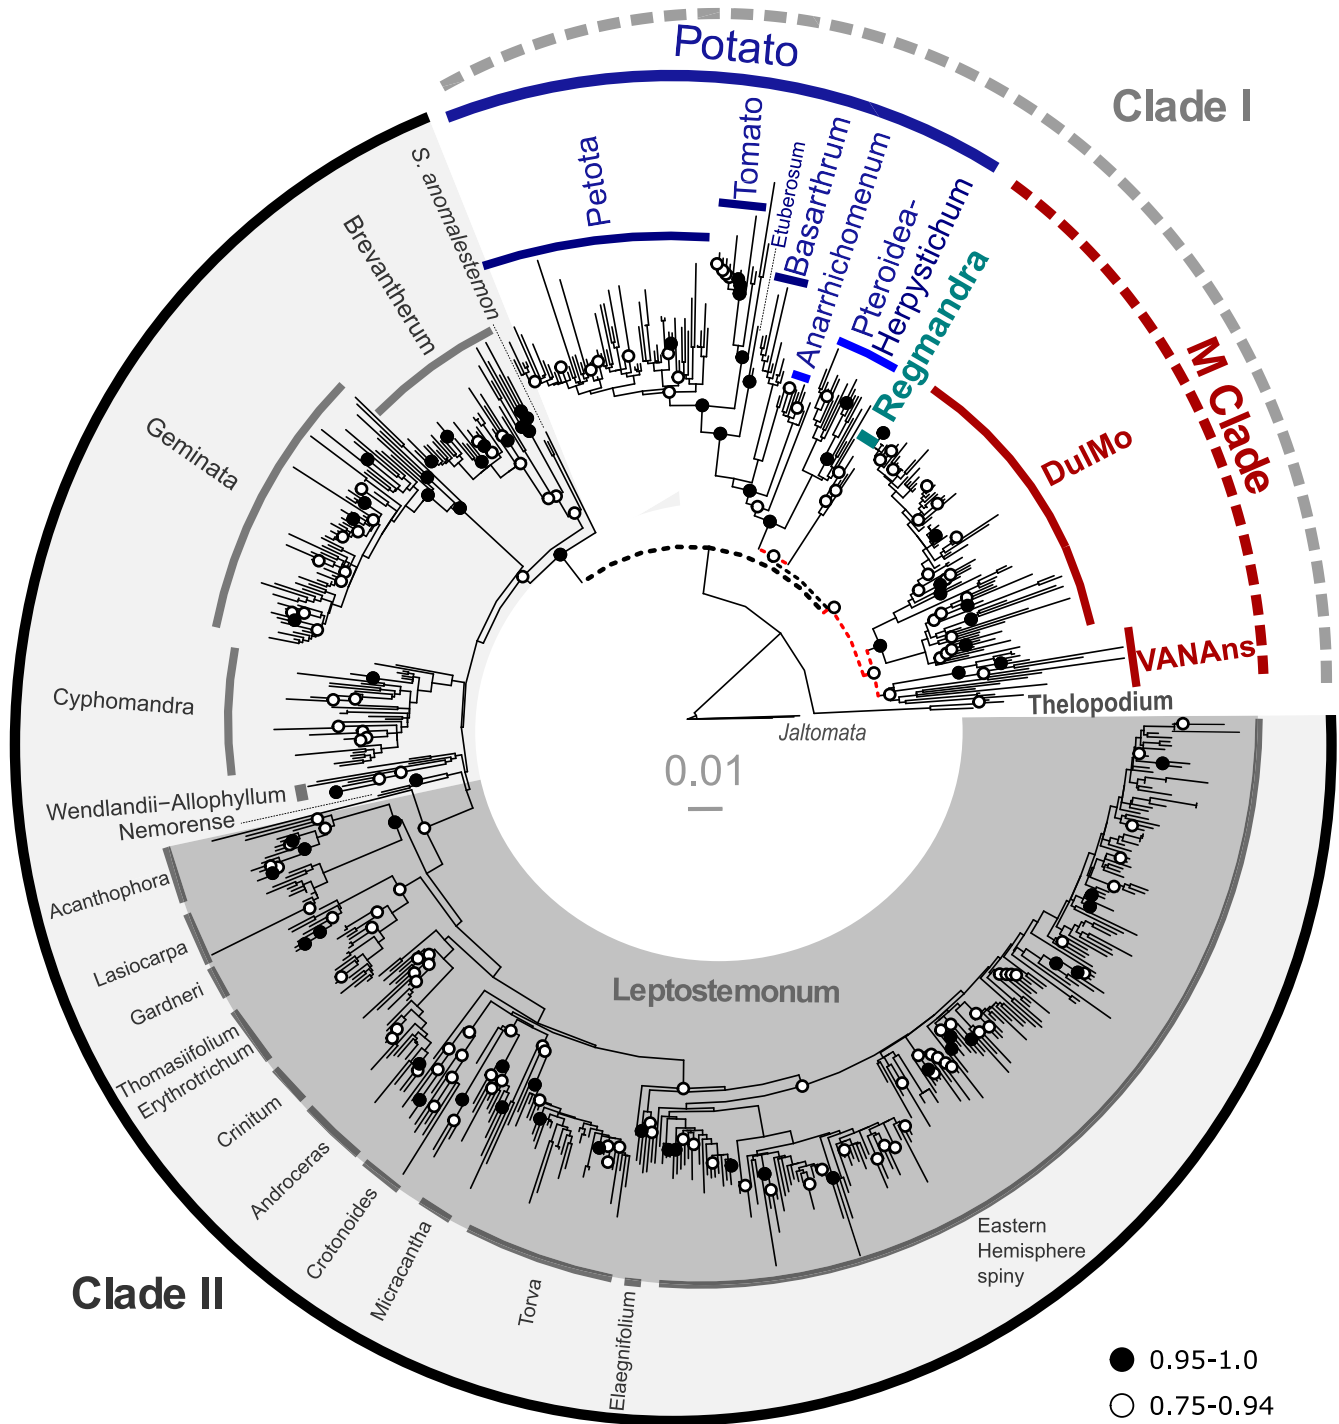 Potato
Clade I
Petota
Tomato
Etuberosum
Basarthrum
Anarrhichomenum
Pteroidea-
Herpystichum
Regmandra
M Clade
DulMo
VANAns
Thelopodium
Jaltomata
S. anomalestemon
Brevantherum
Geminata
Cyphomandra
Wendlandii–Allophyllum
Nemorense
0.01
Leptostemonum
Acanthophora
Lasiocarpa
Gardneri
Thomasiifolium
Erythrotrichum
Crinitum
Androceras
Crotonoides
Micracantha
Torva
Elaegnifolium
Eastern
Hemisphere
spiny
Clade II
0.95-1.0
0.75-0.94